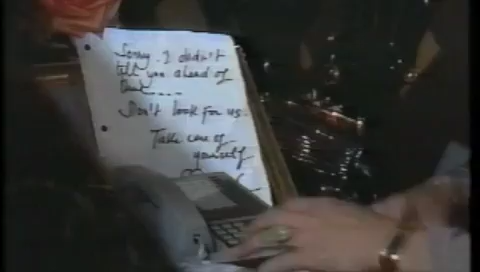 Sorry I didn't
tell you ahead of
time....
Don't look for us.
Take care of
yourself